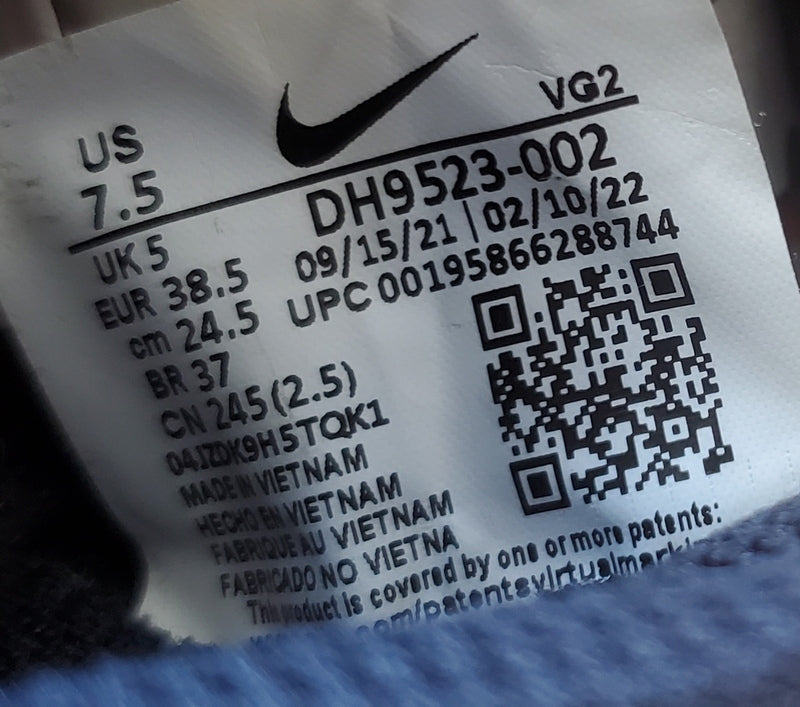 VG2
US
7.5
DH9523-002
09/15/21 | 02/10/22
UPC 00195866288744
UK 5
EUR 38.5
cm 24.5
BR 37
CN 245 (2.5)
04JZDK9H5TQK1
MADE IN VIETNAM
HECHO EN VIETNAM
FABRIQUE AU VIETNAM
FABRICADO NO VIETNA
This product is covered by one or more patents: